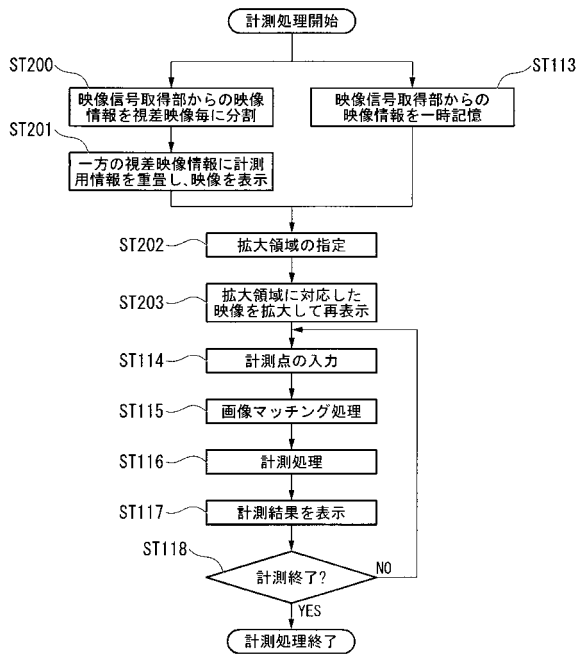 計測処理開始
ST200
ST113
映像信号取得部からの映像
情報を視差映像毎に分割
映像信号取得部からの
映像情報を一時記憶
ST201
一方の視差映像情報に計測
用情報を重畳し、映像を表示
ST202
拡大領域の指定
ST203
拡大領域に対応した
映像を拡大して再表示
ST114
計測点の入力
ST115
画像マッチング処理
ST116
計測処理
ST117
計測結果を表示
ST118
計測終了?
NO
YES
計測処理終了